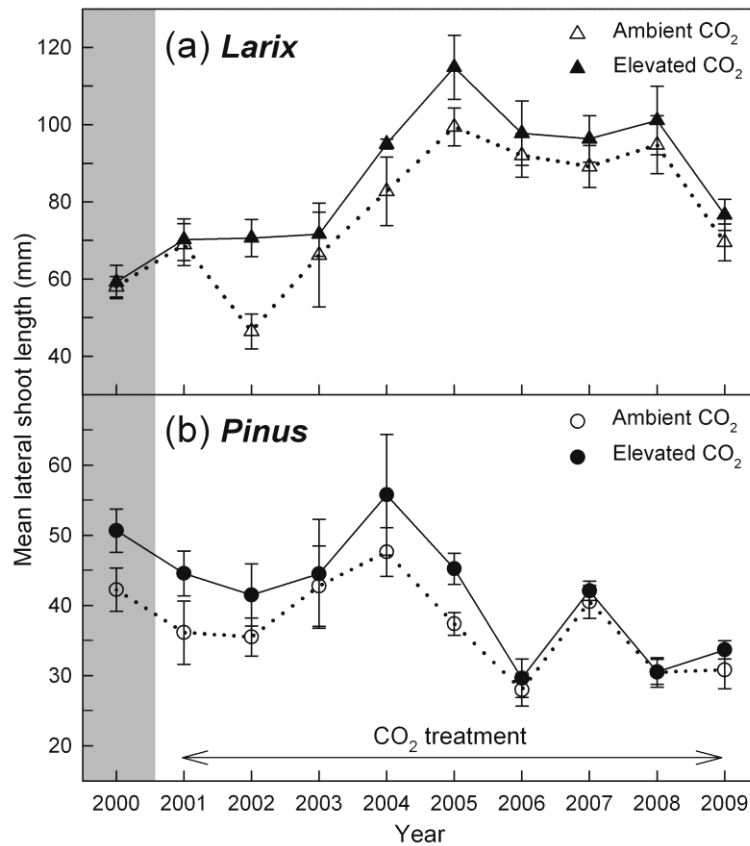 (a) Larix
Ambient CO₂
Elevated CO₂
120
100
80
60
40
(b) Pinus
Ambient CO₂
Elevated CO₂
60
50
40
30
20
Mean lateral shoot length (mm)
CO₂ treatment
2000 2001 2002 2003 2004 2005 2006 2007 2008 2009
Year